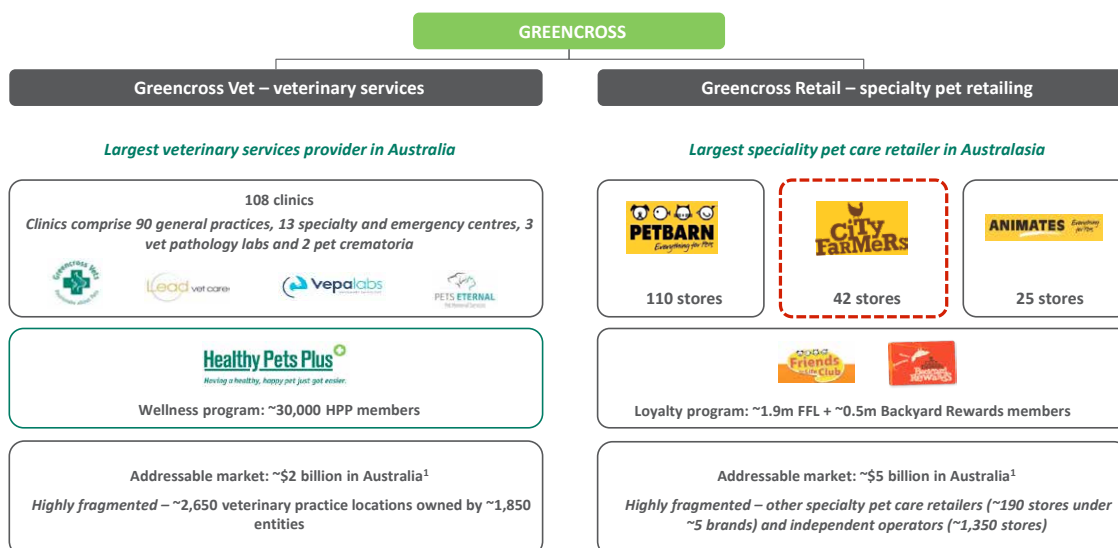 GREENCROSS
Greencross Vet – veterinary services
Largest veterinary services provider in Australia
108 clinics
Clinics comprise 90 general practices, 13 specialty and emergency centres, 3
vet pathology labs and 2 pet crematoria
Greencross Vets
Lead vet care
vepalabs
PETS ETERNAL
Healthy Pets Plus
Having a healthy, happy pet just got easier.
Wellness program: ~30,000 HPP members
Addressable market: ~$2 billion in Australia1
Highly fragmented – ~2,650 veterinary practice locations owned by ~1,850
entities
Greencross Retail – specialty pet retailing
Largest speciality pet care retailer in Australasia
PETBARN
Everything for Pets
110 stores
CiTY
FaRMeRS
42 stores
ANIMATES
Everything
for Pets
25 stores
Friends
for Life Club
Backyard
Rewards
Loyalty program: ~1.9m FFL + ~0.5m Backyard Rewards members
Addressable market: ~$5 billion in Australia1
Highly fragmented – other specialty pet care retailers (~190 stores under
~5 brands) and independent operators (~1,350 stores)